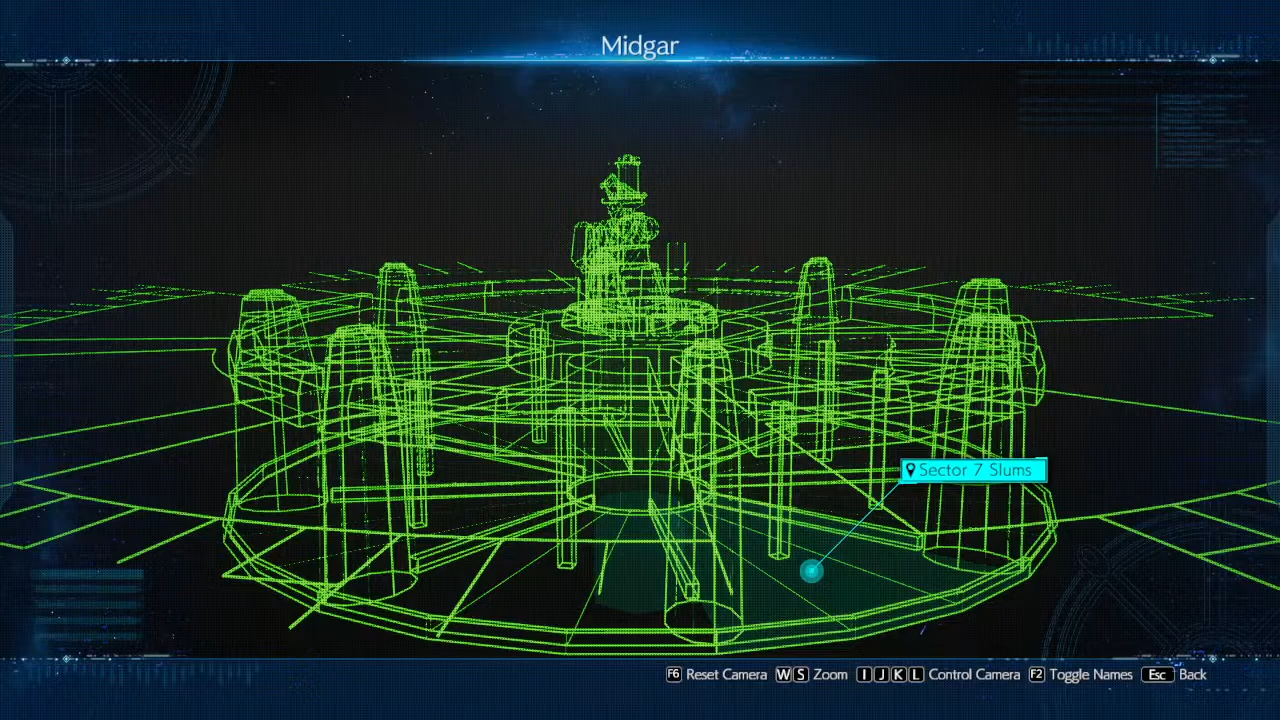 Midgar
Sector 7 Slums
F6 Reset Camera W S Zoom I J K L Control Camera F2 Toggle Names Esc Back